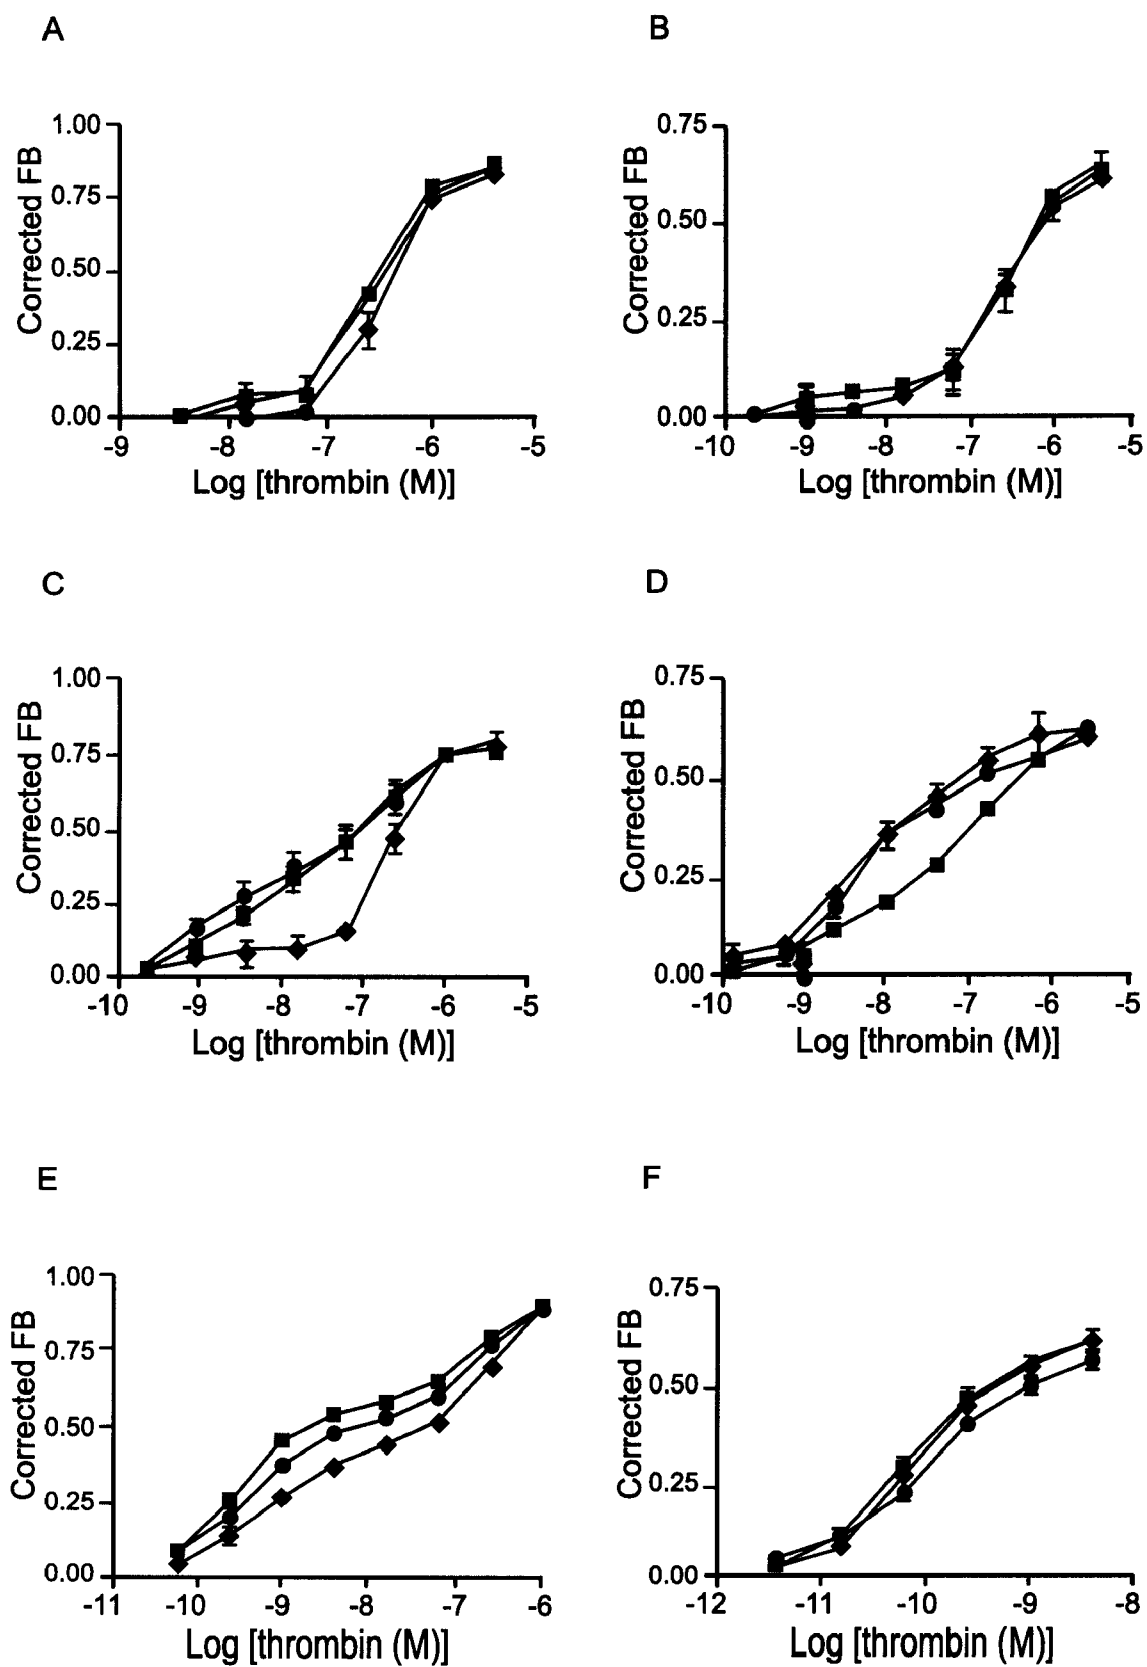 A
1.00
0.75
0.50
0.25
0.00
Corrected FB
-9 -8 -7 -6 -5
Log [thrombin (M)]
B
0.75
0.50
0.25
0.00
Corrected FB
-10 -9 -8 -7 -6 -5
Log [thrombin (M)]
C
1.00
0.75
0.50
0.25
0.00
Corrected FB
-10 -9 -8 -7 -6 -5
Log [thrombin (M)]
D
0.75
0.50
0.25
0.00
Corrected FB
-10 -9 -8 -7 -6 -5
Log [thrombin (M)]
E
1.00
0.75
0.50
0.25
0.00
Corrected FB
-11 -10 -9 -8 -7 -6
Log [thrombin (M)]
F
0.75
0.50
0.25
0.00
Corrected FB
-12 -11 -10 -9 -8
Log [thrombin (M)]